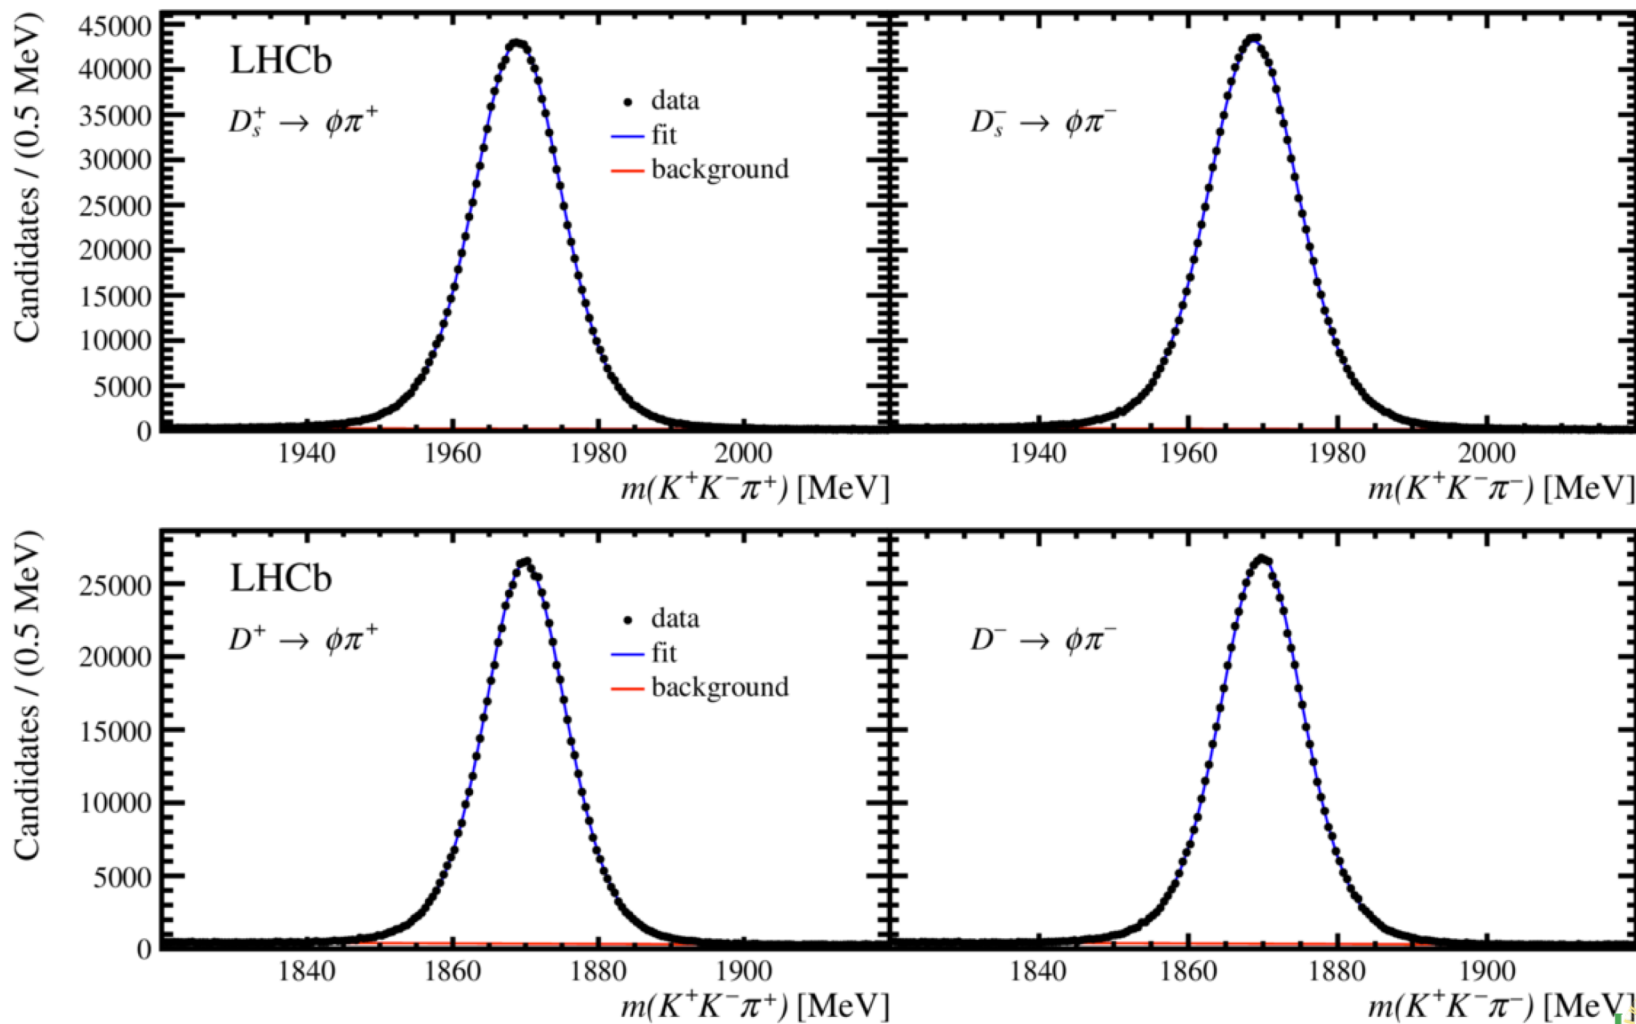 45000
40000
35000
30000
25000
20000
15000
10000
5000
0
Candidates / (0.5 MeV)
LHCb
D_s^+ → ϕπ^+
data
fit
background
1940 1960 1980 2000
m(K^+K^-π^+) [MeV]
D_s^- → ϕπ^-
1940 1960 1980 2000
m(K^+K^-π^-) [MeV]
25000
20000
15000
10000
5000
0
Candidates / (0.5 MeV)
LHCb
D^+ → ϕπ^+
data
fit
background
1840 1860 1880 1900
m(K^+K^-π^+) [MeV]
D^- → ϕπ^-
1840 1860 1880 1900
m(K^+K^-π^-) [MeV]